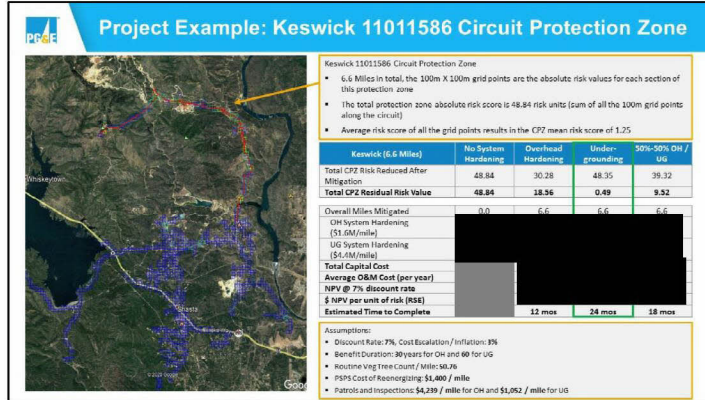 PG&E
Project Example: Keswick 11011586 Circuit Protection Zone
Keswick 11011586 Circuit Protection Zone
▪ 6.6 Miles in total, the 100m X 100m grid points are the absolute risk values for each section of
this protection zone
▪ The total protection zone absolute risk is 48.84 risk units (sum of all the 100m grid points
along the circuit)
▪ Average risk score of all the grid points results in the CPZ mean risk score of 1.25
Keswick (6.6 Miles) No System Hardening Overhead Hardening Under-grounding 50%-50% OH / UG
Total CPZ Risk Reduced After Mitigation 48.84 30.28 48.35 39.32
Total CPZ Residual Risk Value 48.84 18.56 0.49 9.52
Overall Miles Mitigated 0.0 6.6 6.6 6.6
OH System Hardening
($1.6M/mile)
UG System Hardening
($4.4M/mile)
Total Capital Cost
Average O&M Cost (per year)
NPV @ 7% discount rate
$ NPV per unit of risk (RSE)
Estimated Time to Complete 12 mos 24 mos 18 mos
Assumptions:
▪ Discount Rate: 7%, Cost Escalation / Inflation: 3%
▪ Benefit Duration: 30 years for OH and 60 for UG
▪ Routine Veg Tree Count / Mile: 50.76
▪ PSPS Cost of Reenergizing: $1,400 / mile
▪ Patrols and Inspections: $4,239 / mile for OH and $1,052 / mile for UG
Whiskeytown
Shasta